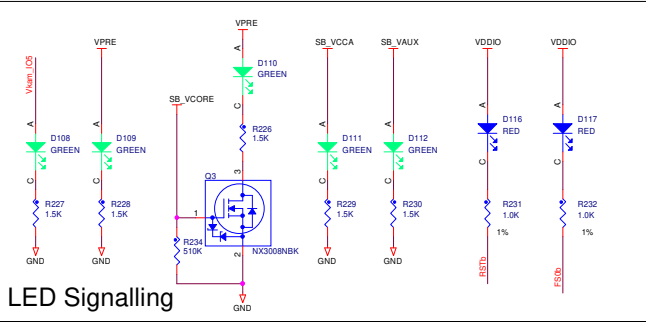 VPRE
VPRE
SB_VCCA
SB_VAUX
VDDIO
VDDIO
Vkam_IO5
A
D110
GREEN
C
SB_VCORE
A
D108
GREEN
C
A
D109
GREEN
C
R226
1.5K
A
D111
GREEN
C
A
D112
GREEN
C
A
D116
RED
C
A
D117
RED
C
Q3
3
1
2
NX3008NBK
R227
1.5K
R228
1.5K
R234
510K
R229
1.5K
R230
1.5K
R231
1.0K
1%
R232
1.0K
1%
GND
GND
GND
GND
GND
RSTb
FS0b
LED Signalling